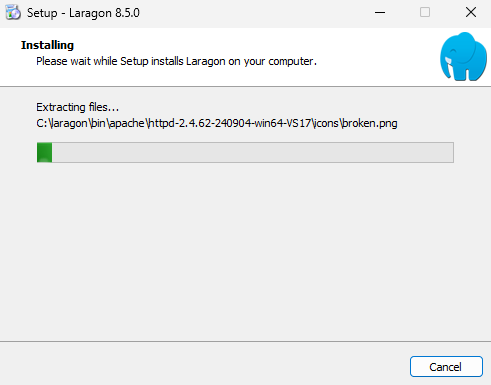 Setup - Laragon 8.5.0
Installing
Please wait while Setup installs Laragon on your computer.
Extracting files...
C:\laragon\bin\apache\httpd-2.4.62-240904-win64-VS17\icons\broken.png
Cancel